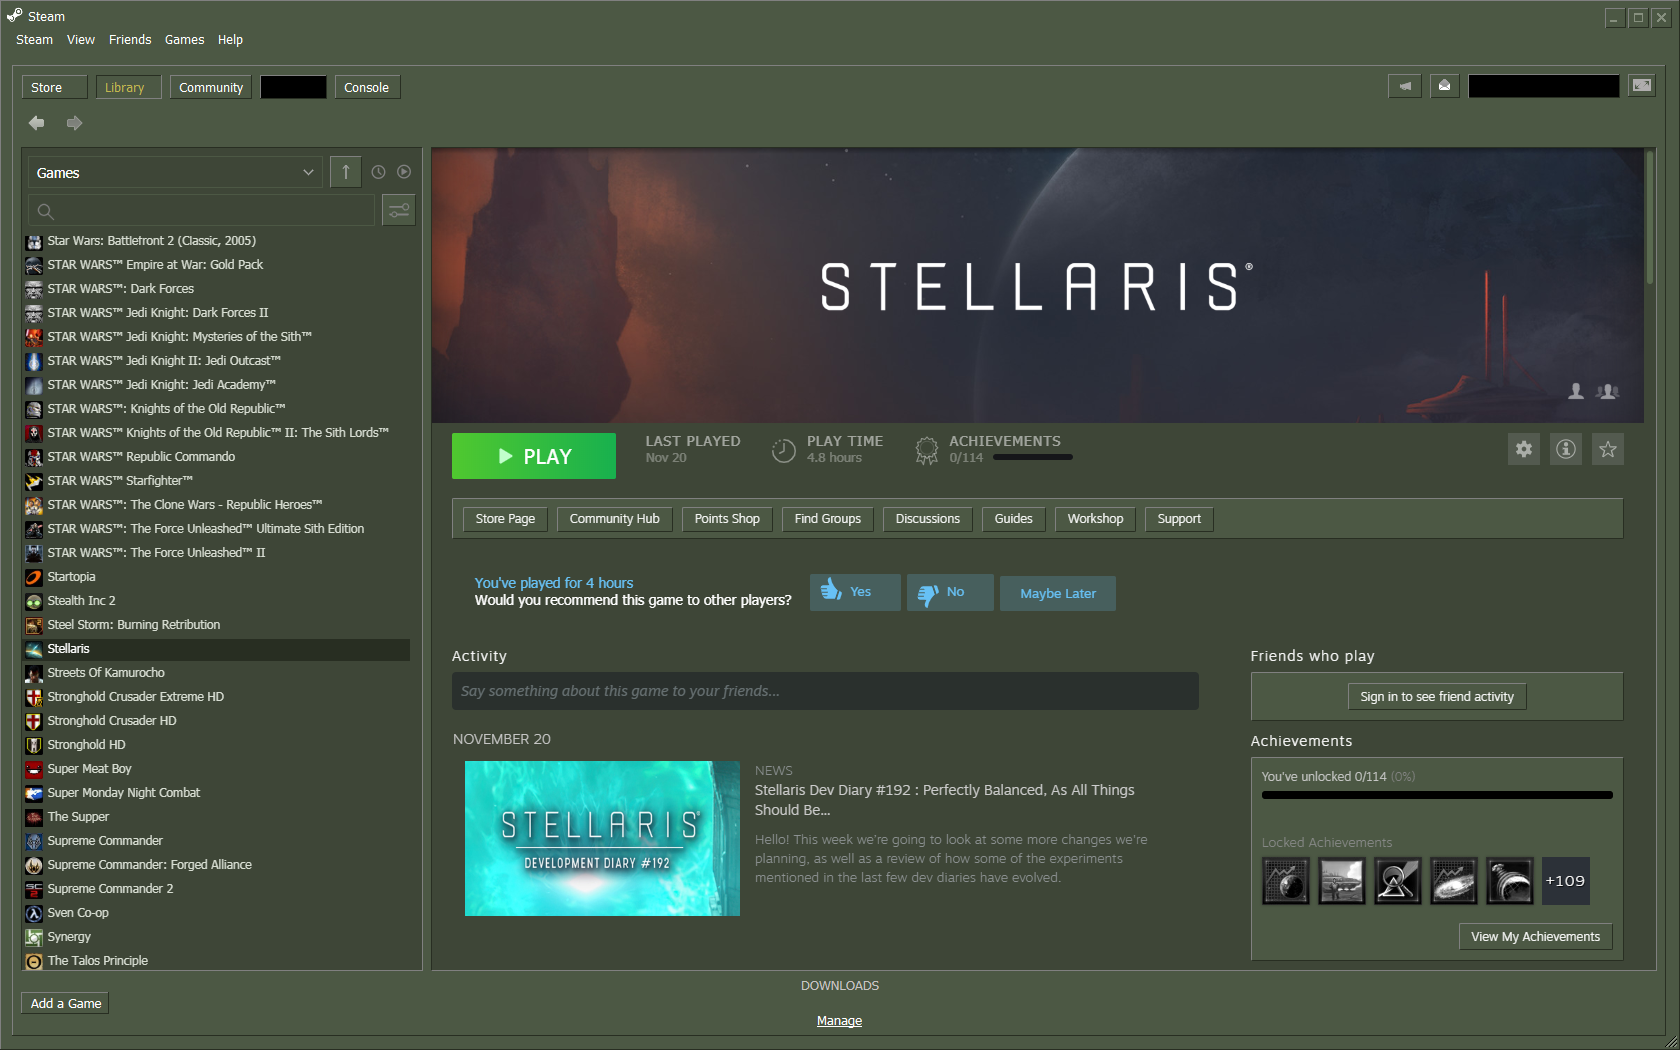 Steam
Steam View Friends Games Help
Store Library Community Console
Games
Star Wars: Battlefront 2 (Classic, 2005)
STAR WARS™ Empire at War: Gold Pack
STAR WARS™: Dark Forces
STAR WARS™ Jedi Knight: Dark Forces II
STAR WARS™ Jedi Knight: Mysteries of the Sith™
STAR WARS™ Jedi Knight II: Jedi Outcast™
STAR WARS™ Jedi Knight: Jedi Academy™
STAR WARS™: Knights of the Old Republic™
STAR WARS™ Knights of the Old Republic™ II: The Sith Lords™
STAR WARS™ Republic Commando
STAR WARS™ Starfighter™
STAR WARS™: The Clone Wars - Republic Heroes™
STAR WARS™: The Force Unleashed™ Ultimate Sith Edition
STAR WARS™: The Force Unleashed™ II
Startopia
Stealth Inc 2
Steel Storm: Burning Retribution
Stellaris
Streets Of Kamurocho
Stronghold Crusader Extreme HD
Stronghold Crusader HD
Stronghold HD
Super Meat Boy
Super Monday Night Combat
The Supper
Supreme Commander
Supreme Commander: Forged Alliance
Supreme Commander 2
Sven Co-op
Synergy
The Talos Principle
Add a Game
STELLARIS®
PLAY
LAST PLAYED
Nov 20
PLAY TIME
4.8 hours
ACHIEVEMENTS
0/114
Store Page Community Hub Points Shop Find Groups Discussions Guides Workshop Support
You've played for 4 hours
Would you recommend this game to other players?
Yes No Maybe Later
Activity
Say something about this game to your friends...
NOVEMBER 20
STELLARIS®
DEVELOPMENT DIARY #192
NEWS
Stellaris Dev Diary #192 : Perfectly Balanced, As All Things
Should Be...
Hello! This week we're going to look at some more changes we're
planning, as well as a review of how some of the experiments
mentioned in the last few dev diaries have evolved.
Friends who play
Sign in to see friend activity
Achievements
You've unlocked 0/114 (0%)
Locked Achievements
+109
View My Achievements
DOWNLOADS
Manage